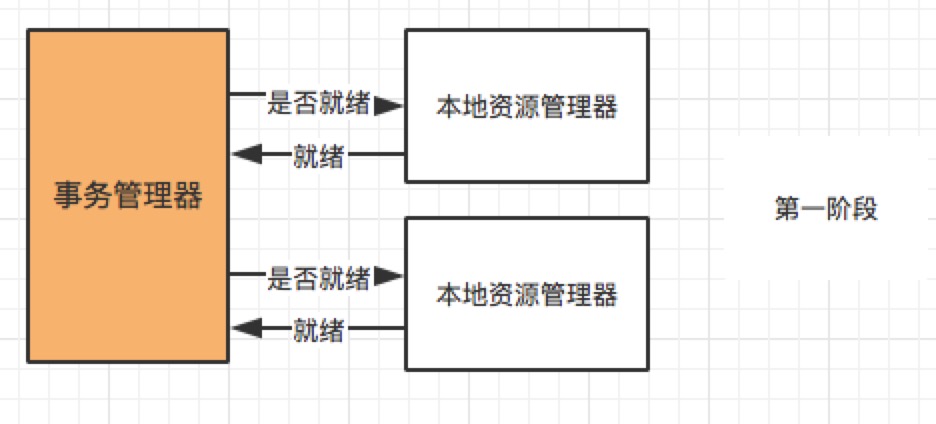 事务管理器
是否就绪
就绪
本地资源管理器
是否就绪
就绪
本地资源管理器
第一阶段